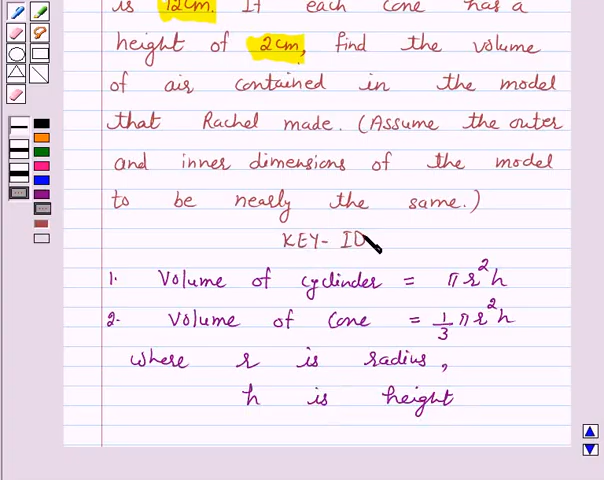 is 12cm. If each cone has a
height of 2cm, find the volume
of air contained in the model
that Rachel made. (Assume the outer
and inner dimensions of the model
to be nearly the same.)
KEY- ID
1. Volume of cyclinder = πr²h
2. Volume of cone = 1/3 πr²h
where r is radius,
h is height